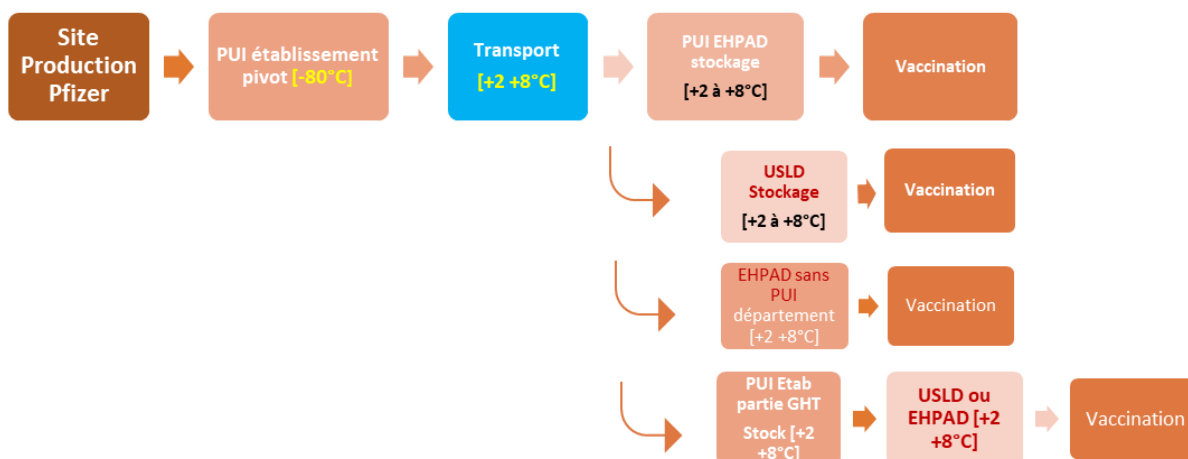 Site
Production
Pfizer
PUI établissement
pivot [-80°C]
Transport
[+2 +8°C]
PUI EHPAD
stockage
[+2 à +8°C]
Vaccination
USLD
Stockage
[+2 à +8°C]
Vaccination
EHPAD sans
PUI
département
[+2 +8°C]
Vaccination
PUI Etab
partie GHT
Stock [+2
+8°C]
USLD ou
EHPAD [+2
+8°C]
Vaccination